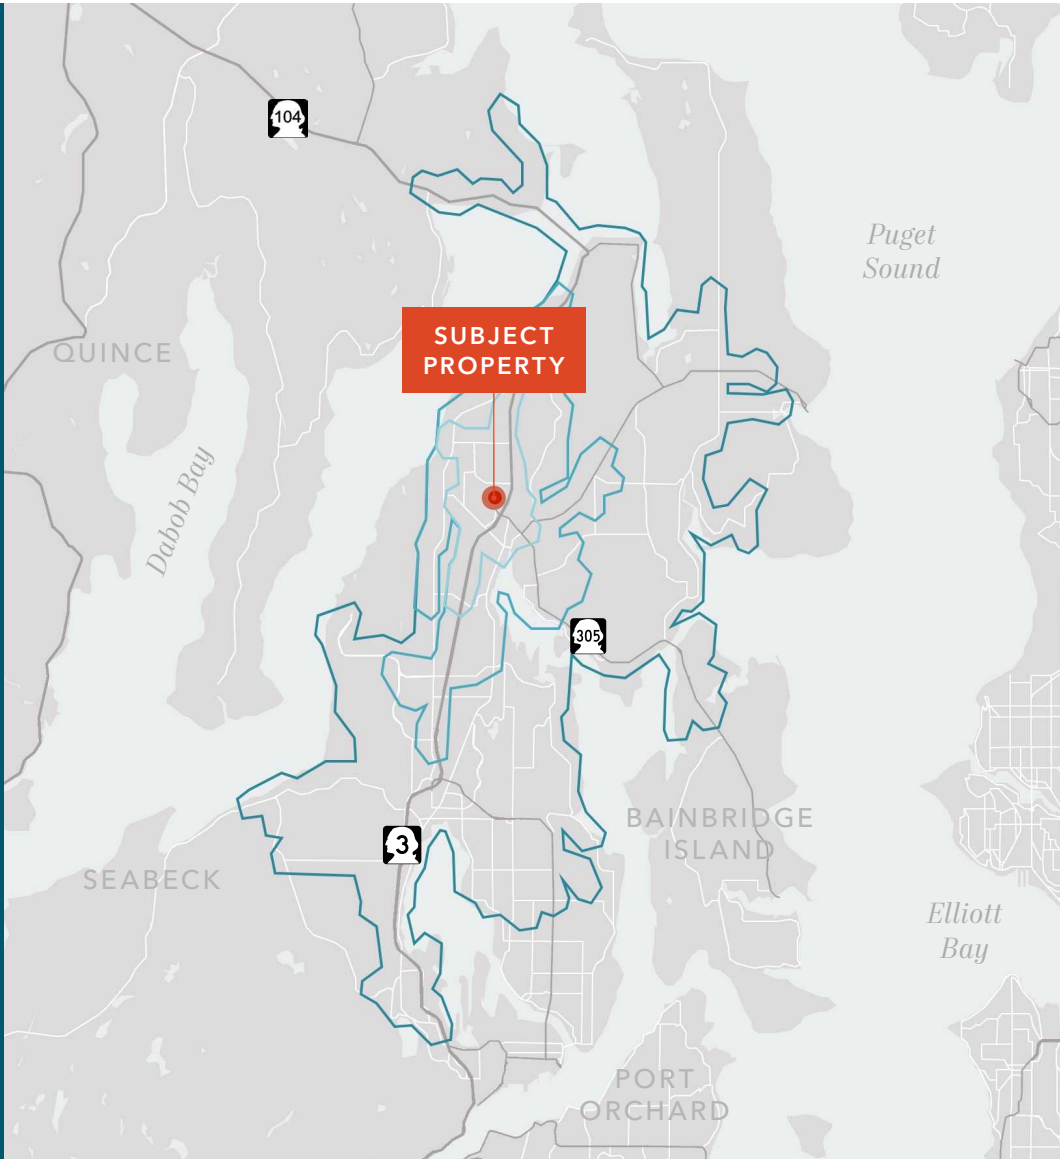 104
Puget
Sound
SUBJECT
PROPERTY
QUINCE
Dabob Bay
305
BAINBRIDGE
ISLAND
3
SEABECK
Elliott
Bay
PORT
ORCHARD